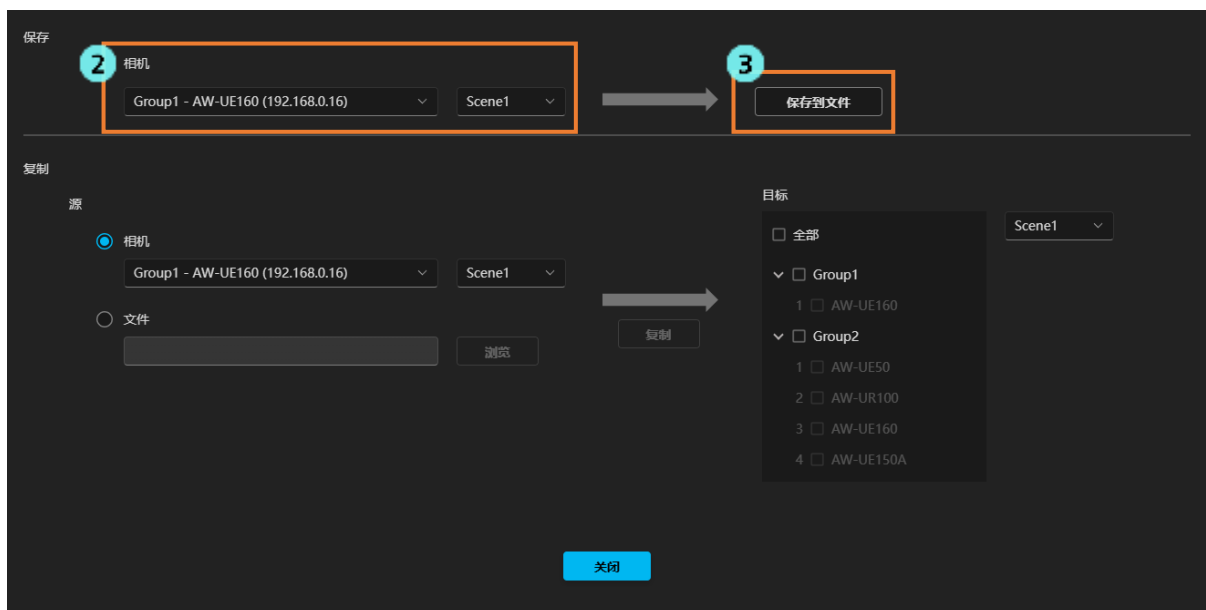 保存
2
相机
Group1 - AW-UE160 (192.168.0.16)
Scene1
3
保存到文件
复制
源
相机
Group1 - AW-UE160 (192.168.0.16)
Scene1
文件
浏览
复制
目标
全部
Scene1
Group1
1 AW-UE160
Group2
1 AW-UE50
2 AW-UR100
3 AW-UE160
4 AW-UE150A
关闭